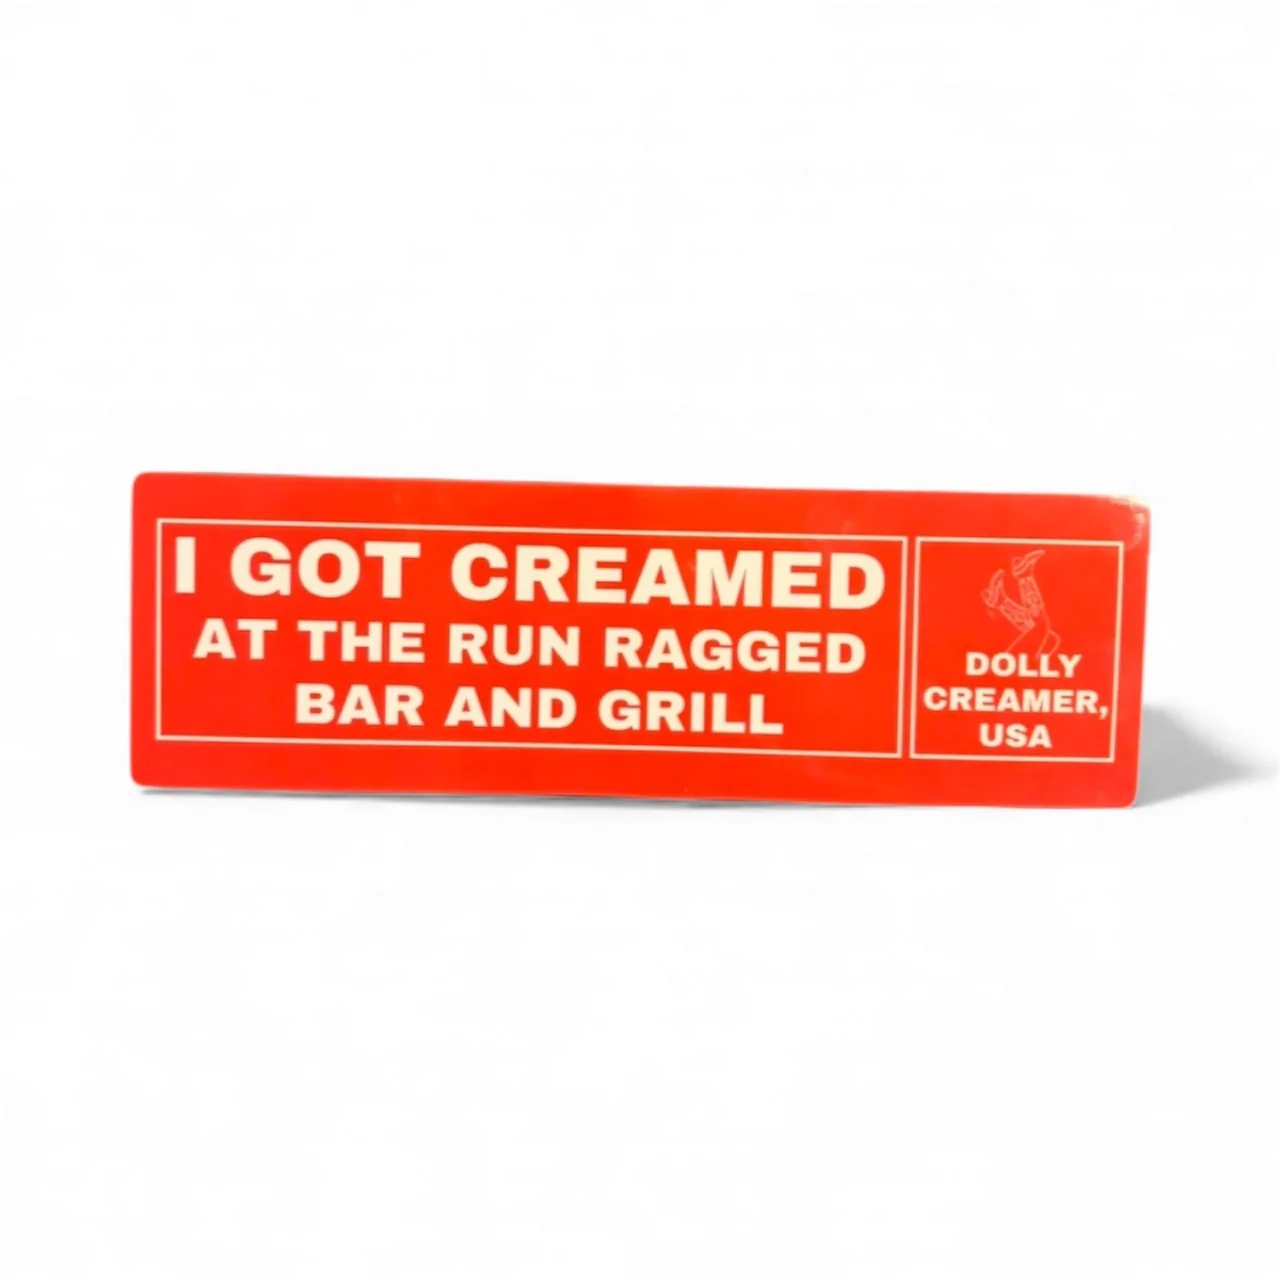 I GOT CREAMED
AT THE RUN RAGGED
BAR AND GRILL
DOLLY
CREAMER,
USA